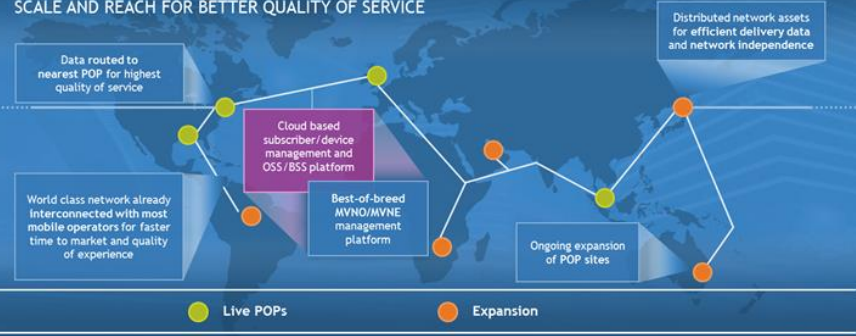 SCALE AND REACH FOR BETTER QUALITY OF SERVICE
Distributed network assets
for efficient delivery data
and network independence
Data routed to
nearest POP for highest
quality of service
Cloud based
subscriber/device
management and
OSS/BSS platform
World class network already
interconnected with most
mobile operators for faster
time to market and quality
of experience
Best-of-breed
MVNO/MVNE
management
platform
Ongoing expansion
of POP sites
Live POPs
Expansion